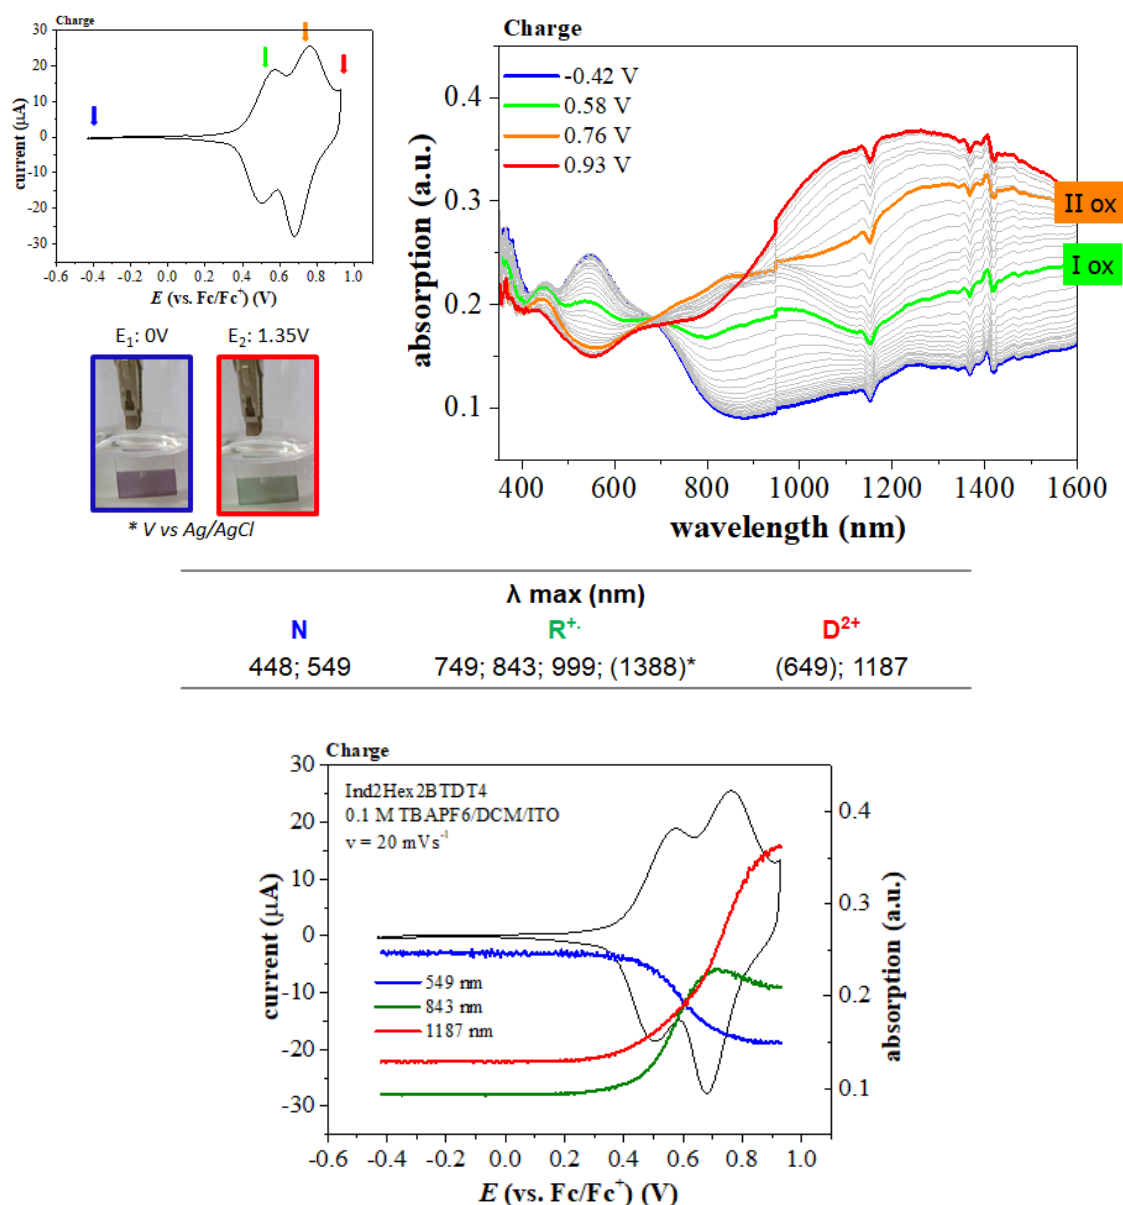 Charge
30
20
10
0
-10
-20
-30
current (µA)
-0.6 -0.4 -0.2 0.0 0.2 0.4 0.6 0.8 1.0
E (vs. Fc/Fc⁺) (V)
E₁: 0V E₂: 1.35V
* V vs Ag/AgCl
Charge
-0.42 V
0.58 V
0.76 V
0.93 V
0.4
0.3
0.2
0.1
absorption (a.u.)
II ox
I ox
400 600 800 1000 1200 1400 1600
wavelength (nm)
λ max (nm)
N R⁺· D²⁺
448; 549 749; 843; 999; (1388)* (649); 1187
Charge
Ind2Hex2BTDT4
0.1 M TBAPF6/DCM/ITO
v = 20 mVs⁻¹
549 nm
843 nm
1187 nm
30
20
10
0
-10
-20
-30
current (µA)
0.4
0.3
0.2
0.1
absorption (a.u.)
-0.6 -0.4 -0.2 0.0 0.2 0.4 0.6 0.8 1.0
E (vs. Fc/Fc⁺) (V)